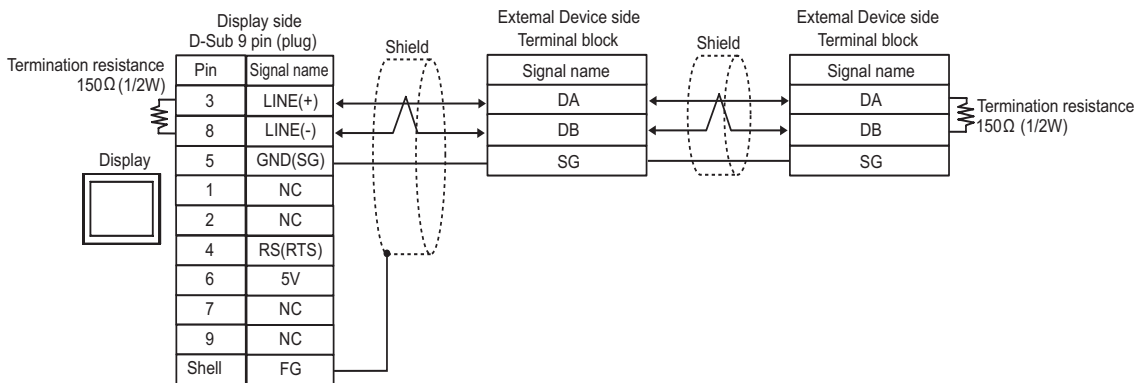 Display side
D-Sub 9 pin (plug)
Shield
External Device side
Terminal block
Shield
External Device side
Terminal block
Termination resistance
150Ω (1/2W)
Pin Signal name
3 LINE(+)
8 LINE(-)
5 GND(SG)
1 NC
2 NC
4 RS(RTS)
6 5V
7 NC
9 NC
Shell FG
Display
Signal name
DA
DB
SG
Signal name
DA
DB
SG
Termination resistance
150Ω (1/2W)